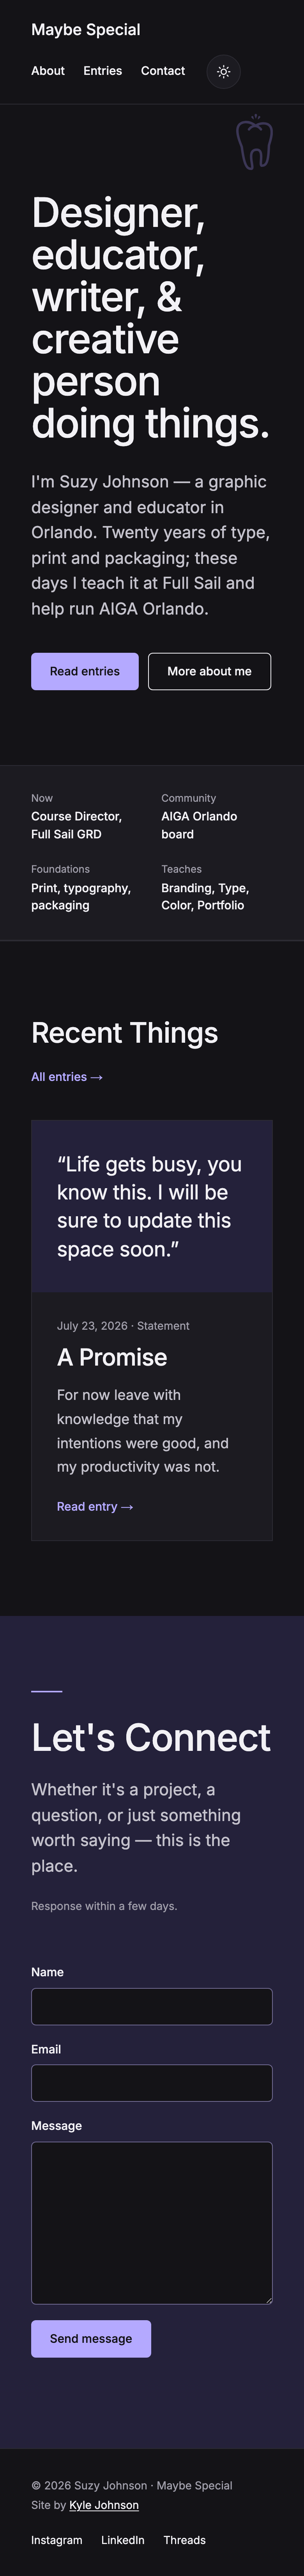 Maybe Special
About Entries Contact
Designer,
educator,
writer, &
creative
person
doing things.
I'm Suzy Johnson — a graphic
designer and educator in
Orlando. Twenty years of type,
print and packaging; these
days I teach it at Full Sail and
help run AIGA Orlando.
Read entries More about me
Now
Course Director,
Full Sail GRD
Community
AIGA Orlando
board
Foundations
Print, typography,
packaging
Teaches
Branding, Type,
Color, Portfolio
Recent Things
All entries →
“Life gets busy, you
know this. I will be
sure to update this
space soon.”
July 23, 2026 · Statement
A Promise
For now leave with
knowledge that my
intentions were good, and
my productivity was not.
Read entry →
Let's Connect
Whether it's a project, a
question, or just something
worth saying — this is the
place.
Response within a few days.
Name
Email
Message
Send message
© 2026 Suzy Johnson · Maybe Special
Site by Kyle Johnson
Instagram LinkedIn Threads